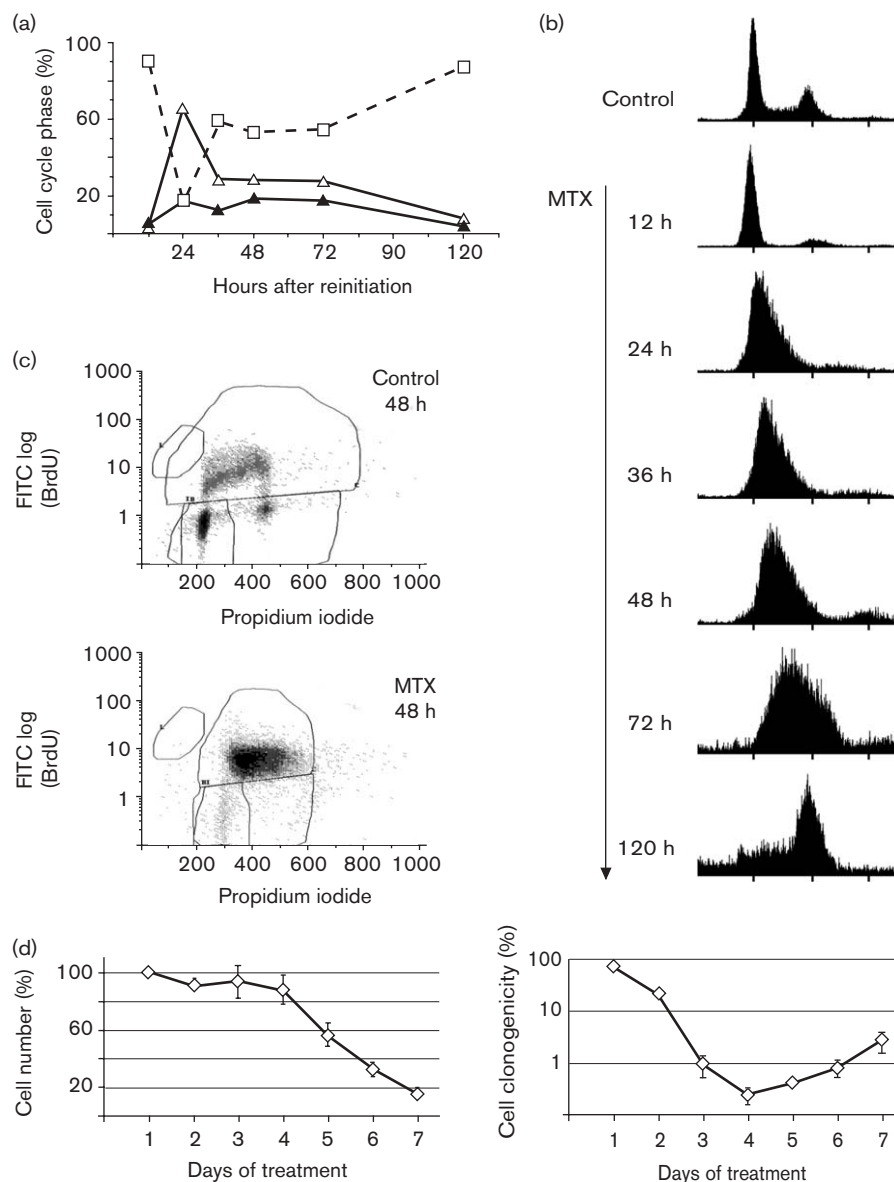 (a)
100
60
20
Cell cycle phase (%)
24 48 72 90 120
Hours after reinitiation
(b)
Control
MTX
12 h
24 h
36 h
48 h
72 h
120 h
(c)
1000
100
10
1
FITC log
(BrdU)
Control
48 h
200 400 600 800 1000
Propidium iodide
1000
100
10
1
FITC log
(BrdU)
MTX
48 h
200 400 600 800 1000
Propidium iodide
(d)
100
60
20
Cell number (%)
1 2 3 4 5 6 7
Days of treatment
100
10
1
Cell clonogenicity (%)
1 2 3 4 5 6 7
Days of treatment